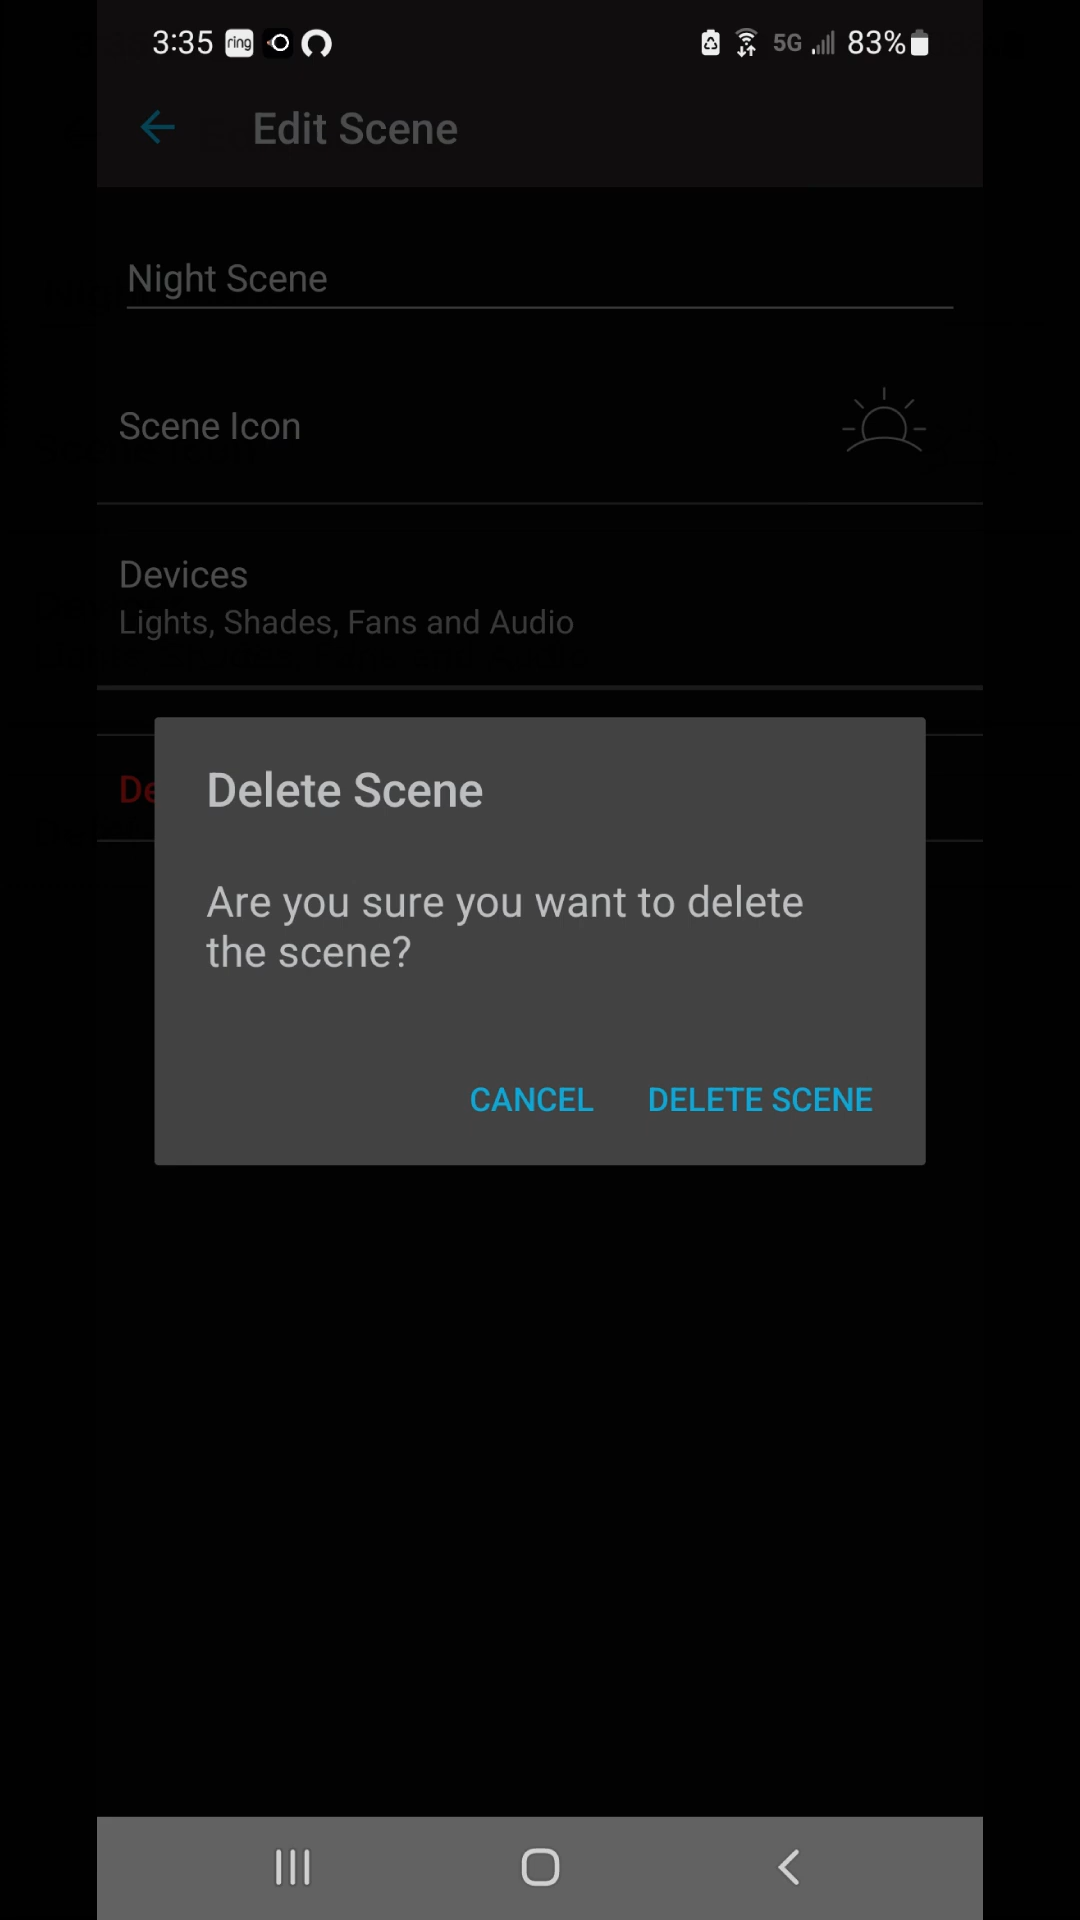 3:35 ring 5G 83%
Edit Scene
Night Scene
Scene Icon
Devices
Lights, Shades, Fans and Audio
De
Delete Scene
Are you sure you want to delete
the scene?
CANCEL DELETE SCENE